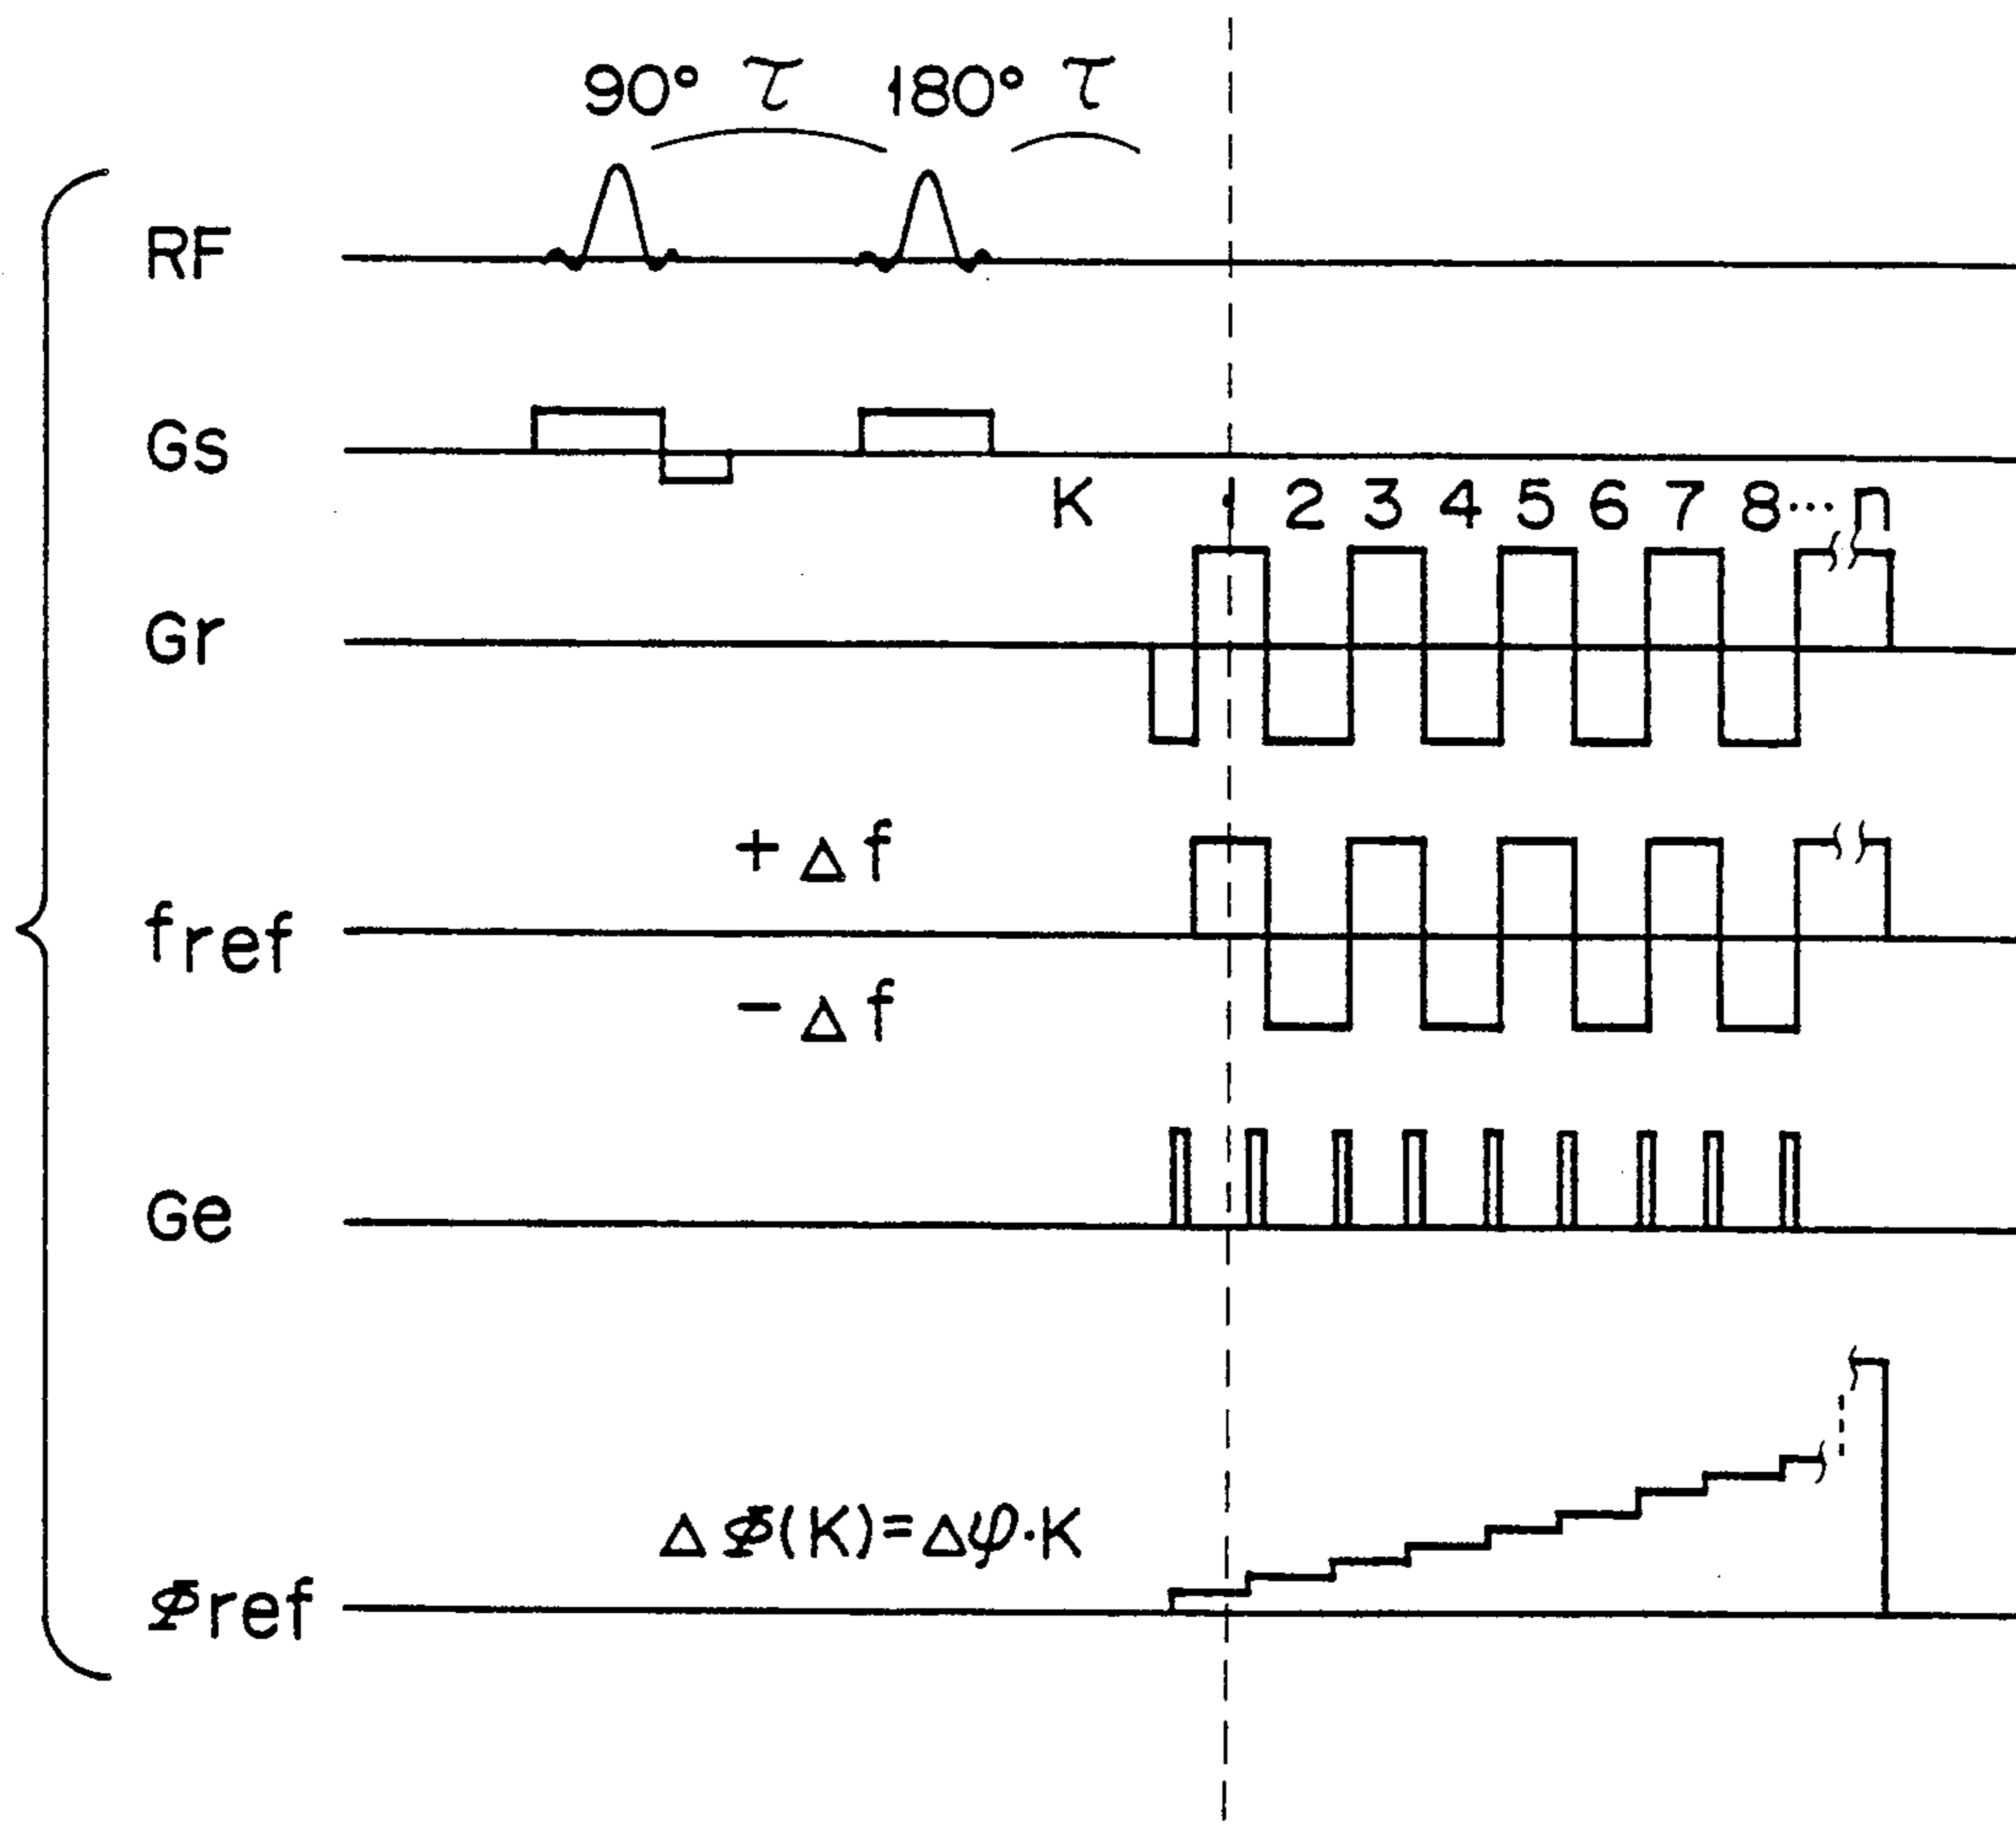 90° τ 180° τ
RF
Gs
K 1 2 3 4 5 6 7 8 ... n
Gr
+Δf
fref
-Δf
Ge
ΔΦ(K)=Δφ·K
Φref